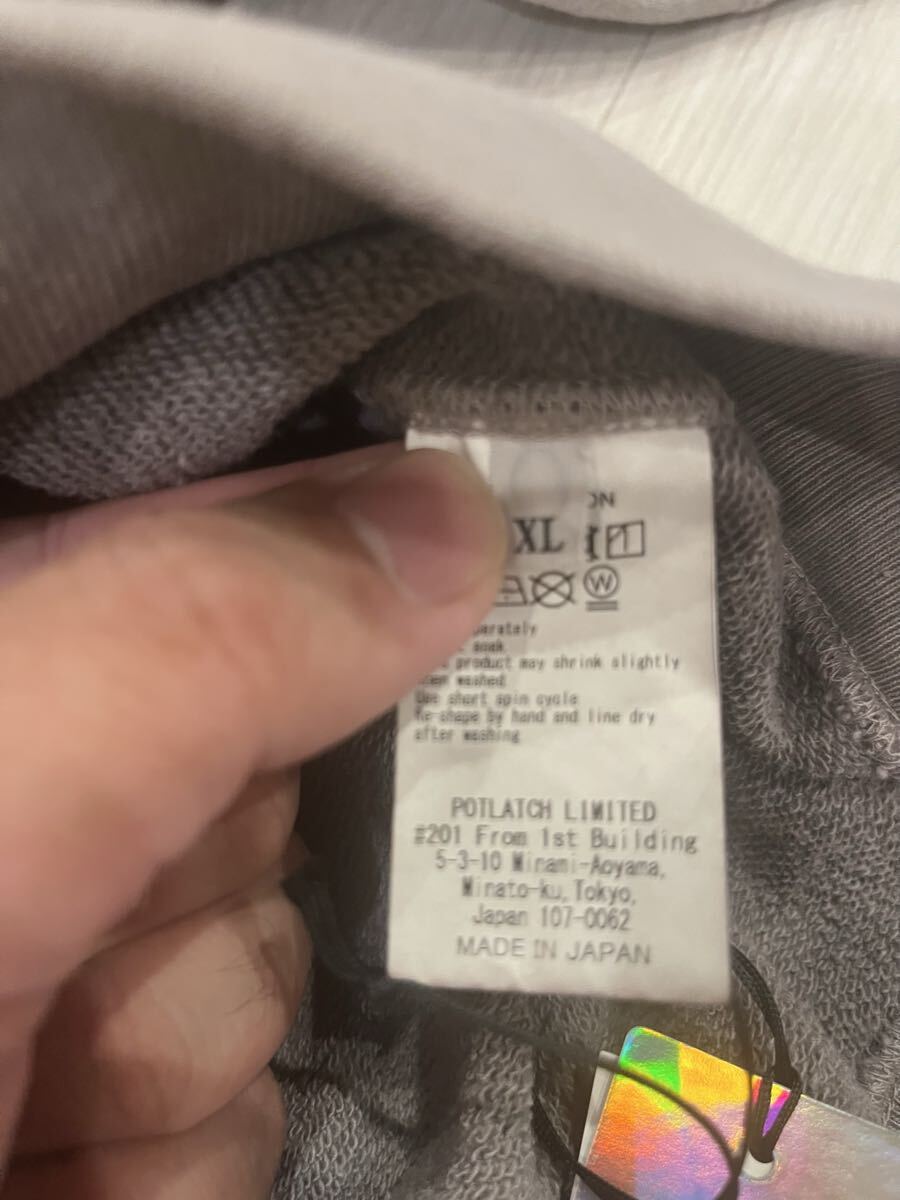 ON
XL
W
soak
product may shrink slightly
washed
Use short spin cycle
Re-shape by hand and line dry
after washing
POTLATCH LIMITED
#201 From 1st Building
5-3-10 Minami-Aoyama,
Minato-ku, Tokyo,
Japan 107-0062
MADE IN JAPAN